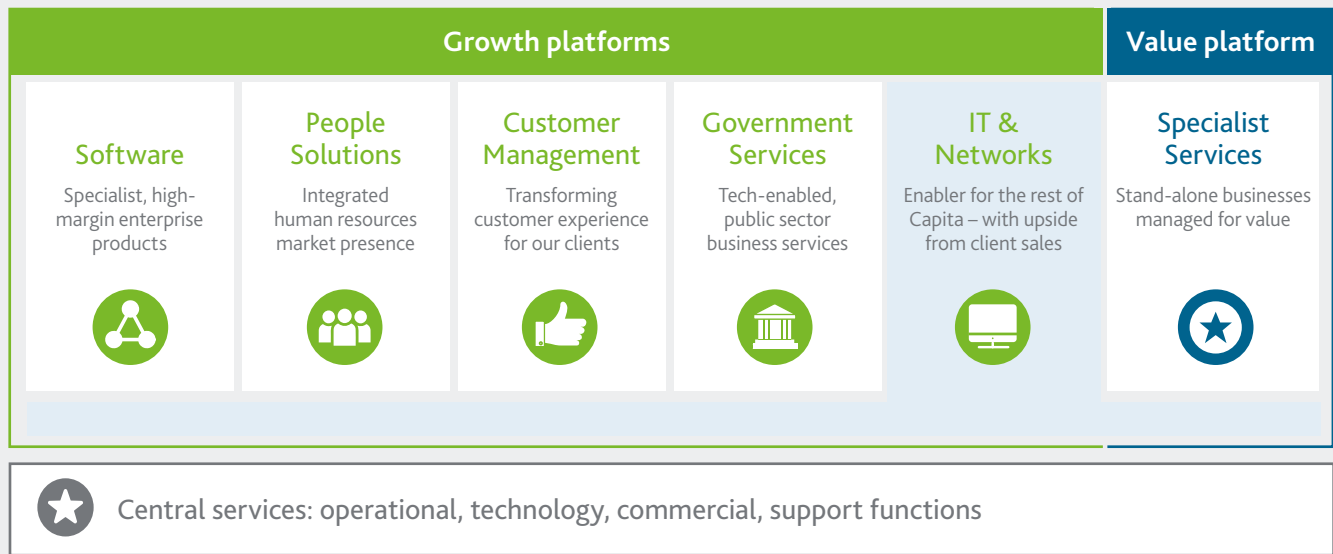 Growth platforms
Value platform
Software
Specialist, high-
margin enterprise
products
People
Solutions
Integrated
human resources
market presence
Customer
Management
Transforming
customer experience
for our clients
Government
Services
Tech-enabled,
public sector
business services
IT &
Networks
Enabler for the rest of
Capita – with upside
from client sales
Specialist
Services
Stand-alone businesses
managed for value
Central services: operational, technology, commercial, support functions